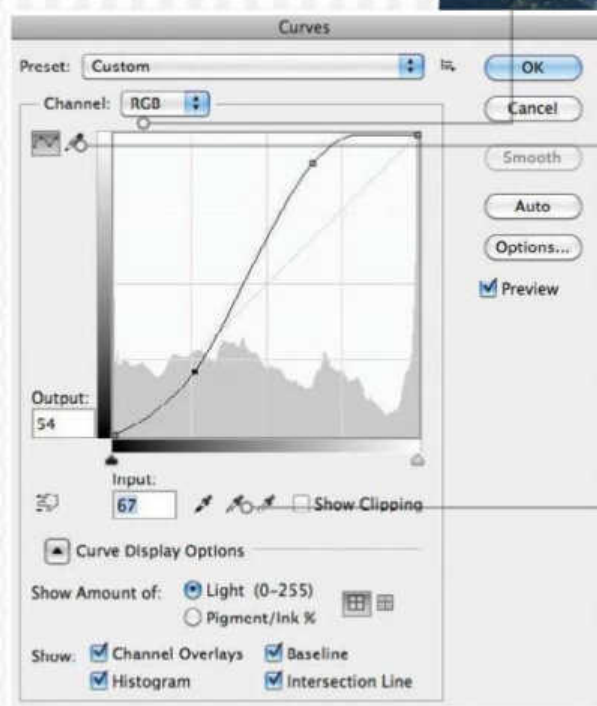 Curves
Preset: Custom
OK
Channel: RGB
Cancel
Smooth
Auto
Options...
Preview
Output:
54
Input:
67
Show Clipping
Curve Display Options
Show Amount of: Light (0-255)
Pigment/Ink %
Show: Channel Overlays Baseline
Histogram Intersection Line